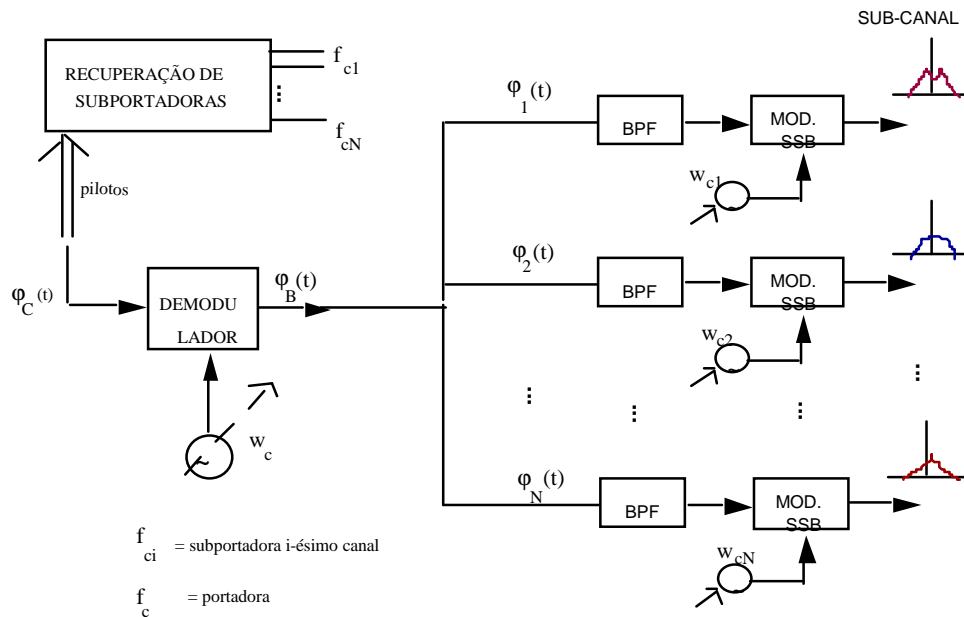 SUB-CANAL
RECUPERAÇÃO DE
SUBPORTADORAS
f c1
f cN
pilotos
φ C (t)
DEMODU
LADOR
φ B (t)
w c
φ 1 (t)
BPF
MOD.
SSB
w c1
φ 2 (t)
BPF
MOD.
SSB
w c2
φ N (t)
BPF
MOD.
SSB
w cN
f ci = subportadora i-ésimo canal
f c = portadora